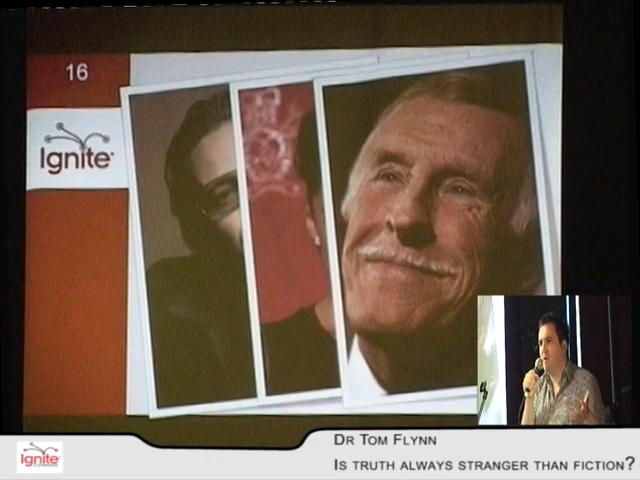 16
Ignite
Dr Tom Flynn
Ignite
Is truth always stranger than fiction?